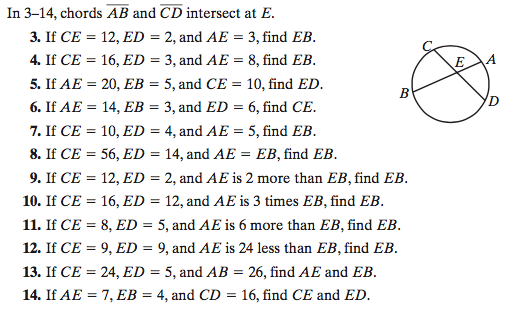 In 3–14, chords AB and CD intersect at E.
3. If CE = 12, ED = 2, and AE = 3, find EB.
4. If CE = 16, ED = 3, and AE = 8, find EB.
5. If AE = 20, EB = 5, and CE = 10, find ED.
6. If AE = 14, EB = 3, and ED = 6, find CE.
7. If CE = 10, ED = 4, and AE = 5, find EB.
8. If CE = 56, ED = 14, and AE = EB, find EB.
9. If CE = 12, ED = 2, and AE is 2 more than EB, find EB.
10. If CE = 16, ED = 12, and AE is 3 times EB, find EB.
11. If CE = 8, ED = 5, and AE is 6 more than EB, find EB.
12. If CE = 9, ED = 9, and AE is 24 less than EB, find EB.
13. If CE = 24, ED = 5, and AB = 26, find AE and EB.
14. If AE = 7, EB = 4, and CD = 16, find CE and ED.
C
E
A
B
D